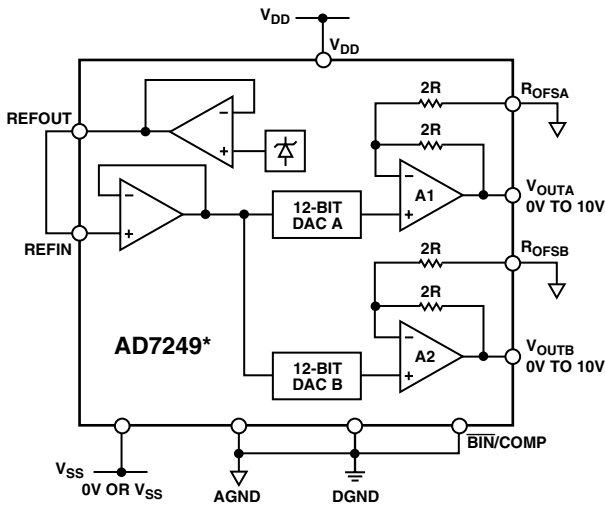 VDD
VDD
2R
ROFSA
REFOUT
−
+
2R
−
A1
+
VOUTA
0V TO 10V
−
+
12-BIT
DAC A
REFIN
2R
ROFSB
2R
AD7249*
−
A2
+
VOUTB
0V TO 10V
12-BIT
DAC B
BIN/COMP
VSS
0V OR VSS
AGND
DGND